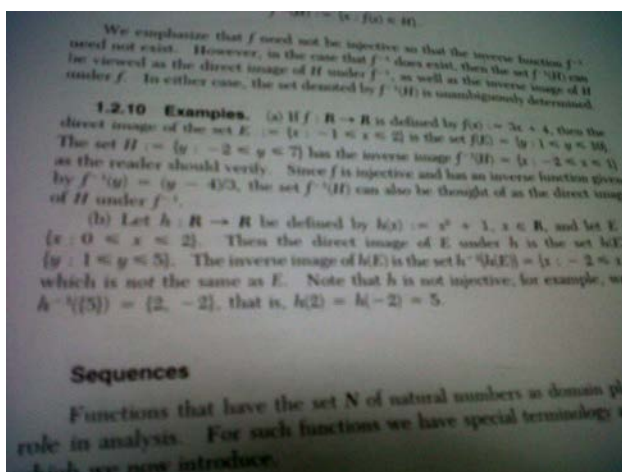 := {x : f(x) ∈ H}.
We emphasize that f need not be injective so that the inverse function f⁻¹
need not exist. However, in the case that f⁻¹ does exist, then the set f⁻¹(H) can
be viewed as the direct image of H under f⁻¹, as well as the inverse image of H
under f. In either case, the set denoted by f⁻¹(H) is unambiguously determined.
1.2.10 Examples. (a) If f : R → R is defined by f(x) := 3x + 4, then the
direct image of the set E := {x : −1 ≤ x ≤ 2} is the set f(E) = {y : 1 ≤ y ≤ 10}.
The set H := {y : −2 ≤ y ≤ 7} has the inverse image f⁻¹(H) = {x : −2 ≤ x ≤ 1}
as the reader should verify. Since f is injective and has an inverse function given
by f⁻¹(y) = (y − 4)/3, the set f⁻¹(H) can also be thought of as the direct
of H under f⁻¹.
(b) Let h : R → R be defined by h(x) := x² + 1, x ∈ R, and let E
{x : 0 ≤ x ≤ 2}. Then the direct image of E under h is the set
{y : 1 ≤ y ≤ 5}. The inverse image of h(E) is the set h⁻¹(h(E)) = {x : −2 ≤
which is not the same as E. Note that h is not injective, for example,
h⁻¹({5}) = {2, −2}, that is, h(2) = h(−2) = 5.
Sequences
Functions that have the set N of natural numbers as domain
role in analysis. For such functions we have special terminology
which we now introduce.